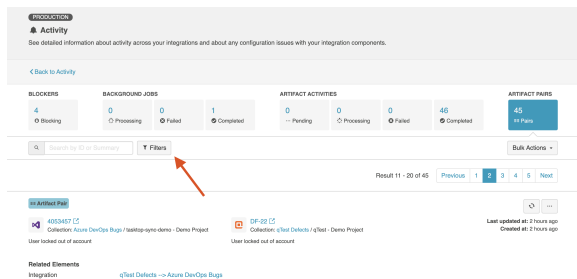 PRODUCTION
Activity
See detailed information about activity across your integrations and about any configuration issues with your integration components.
Back to Activity
BLOCKERS
BACKGROUND JOBS
ARTIFACT ACTIVITIES
ARTIFACT PAIRS
4
0
0
1
0
0
0
46
45
Blocking
Processing
Failed
Completed
Pending
Processing
Failed
Completed
Pairs
Search by ID or Summary
Filters
Bulk Actions
Result 11 - 20 of 45
Previous 1 2 3 4 5 Next
Artifact Pair
4053457
Collection: Azure DevOps Bugs / tasktop-sync-demo - Demo Project
User locked out of account
DF-22
Collection: qTest Defects / qTest - Demo Project
User locked out of account
Last updated at: 2 hours ago
Created at: 2 hours ago
Related Elements
Integration
qTest Defects --> Azure DevOps Bugs